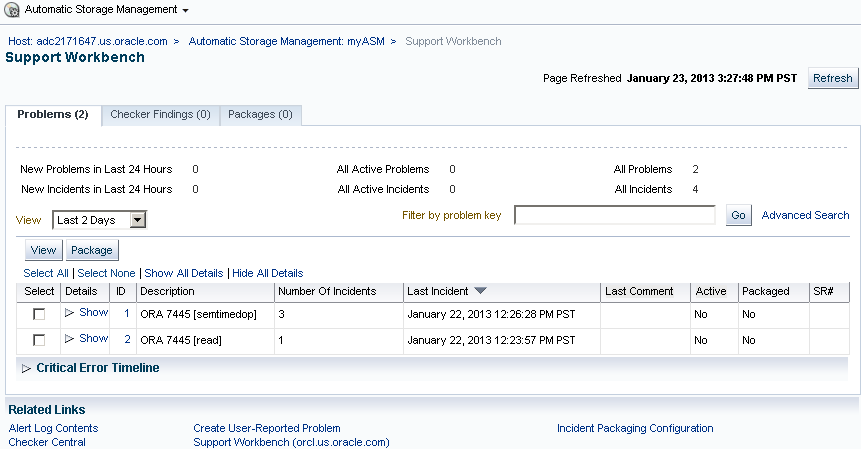 Automatic Storage Management
Host: adc2171647.us.oracle.com > Automatic Storage Management: myASM > Support Workbench
Support Workbench
Page Refreshed January 23, 2013 3:27:48 PM PST Refresh
Problems (2) Checker Findings (0) Packages (0)
New Problems in Last 24 Hours 0 All Active Problems 0 All Problems 2
New Incidents in Last 24 Hours 0 All Active Incidents 0 All Incidents 4
View Last 2 Days Filter by problem key Go Advanced Search
View Package
Select All | Select None | Show All Details | Hide All Details
Select Details ID Description Number Of Incidents Last Incident Last Comment Active Packaged SR#
Show 1 ORA 7445 [semtimedop] 3 January 22, 2013 12:26:28 PM PST No No
Show 2 ORA 7445 [read] 1 January 22, 2013 12:23:57 PM PST No No
Critical Error Timeline
Related Links
Alert Log Contents Create User-Reported Problem Incident Packaging Configuration
Checker Central Support Workbench (orcl.us.oracle.com)